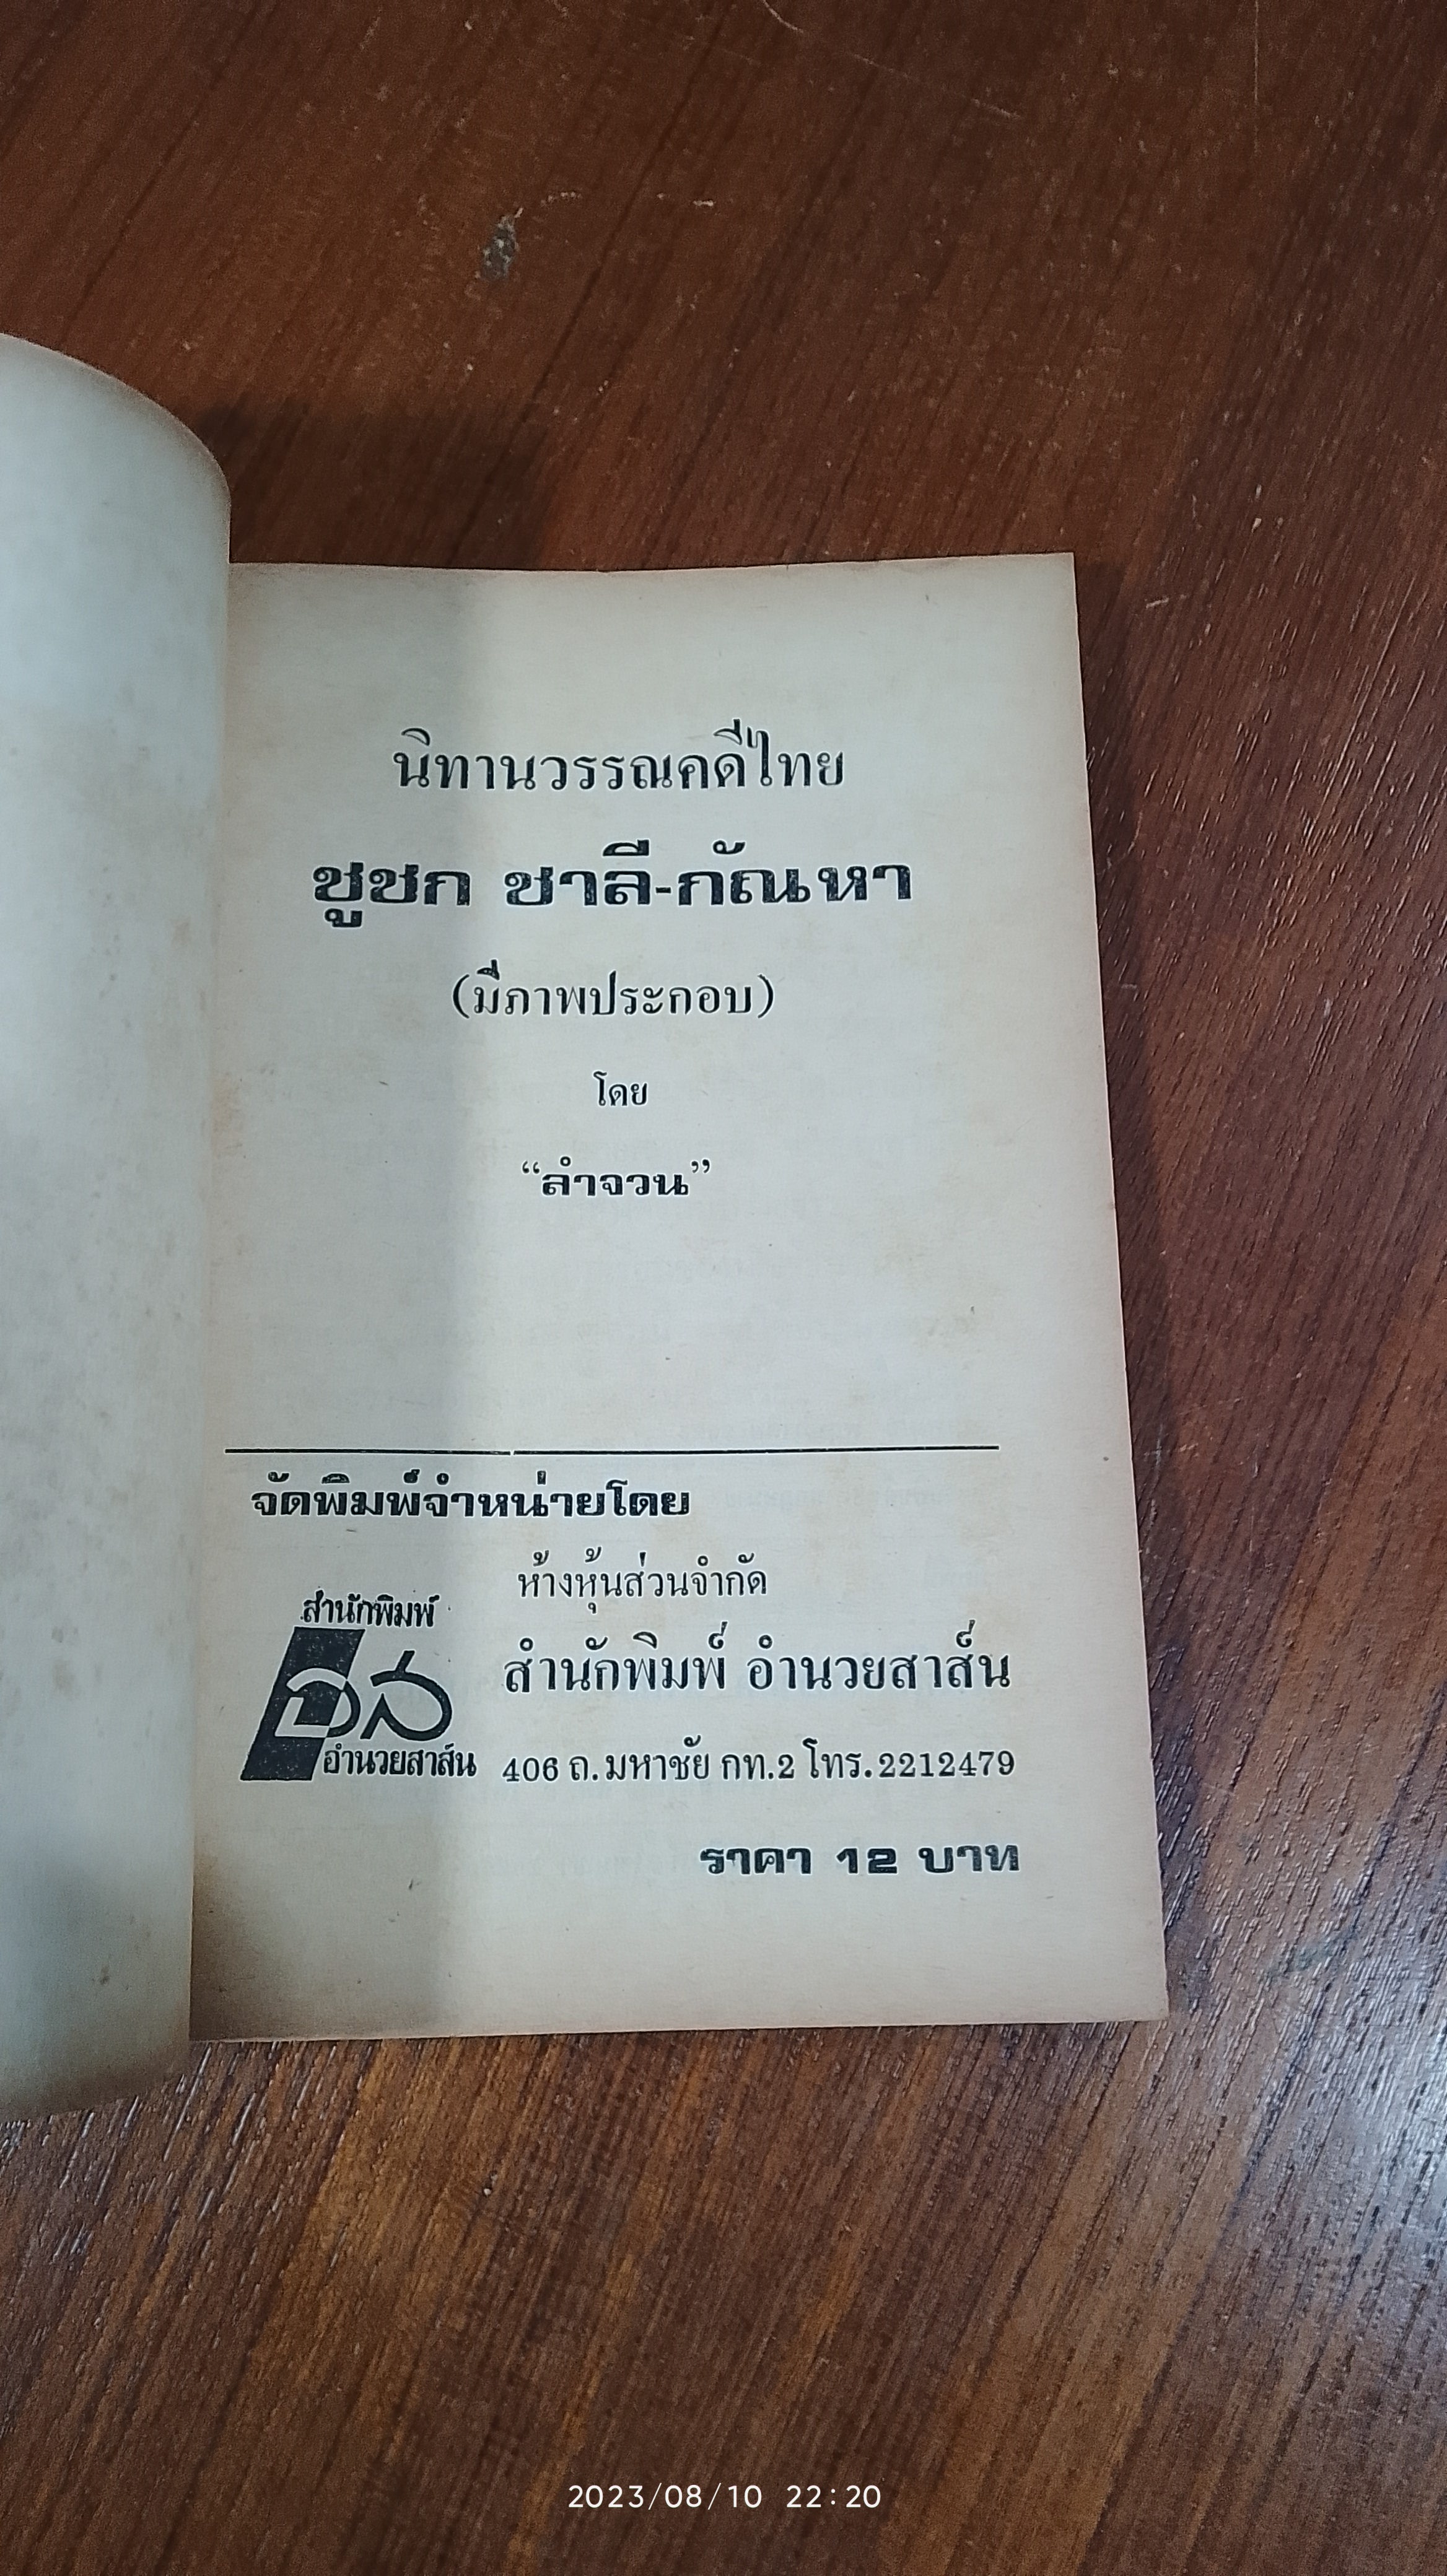 นิทานวรรณคดีไทย
ชูชก ชาลี-กัณหา
(มีภาพประกอบ)
โดย
“ลำจวน”
จัดพิมพ์จำหน่ายโดย
ห้างหุ้นส่วนจำกัด
สำนักพิมพ์ อำนวยสาส์น
406 ถ.มหาชัย กท.2 โทร.2212479
สำนักพิมพ์
อส
อำนวยสาส์น
ราคา 12 บาท
2023/08/10 22:20